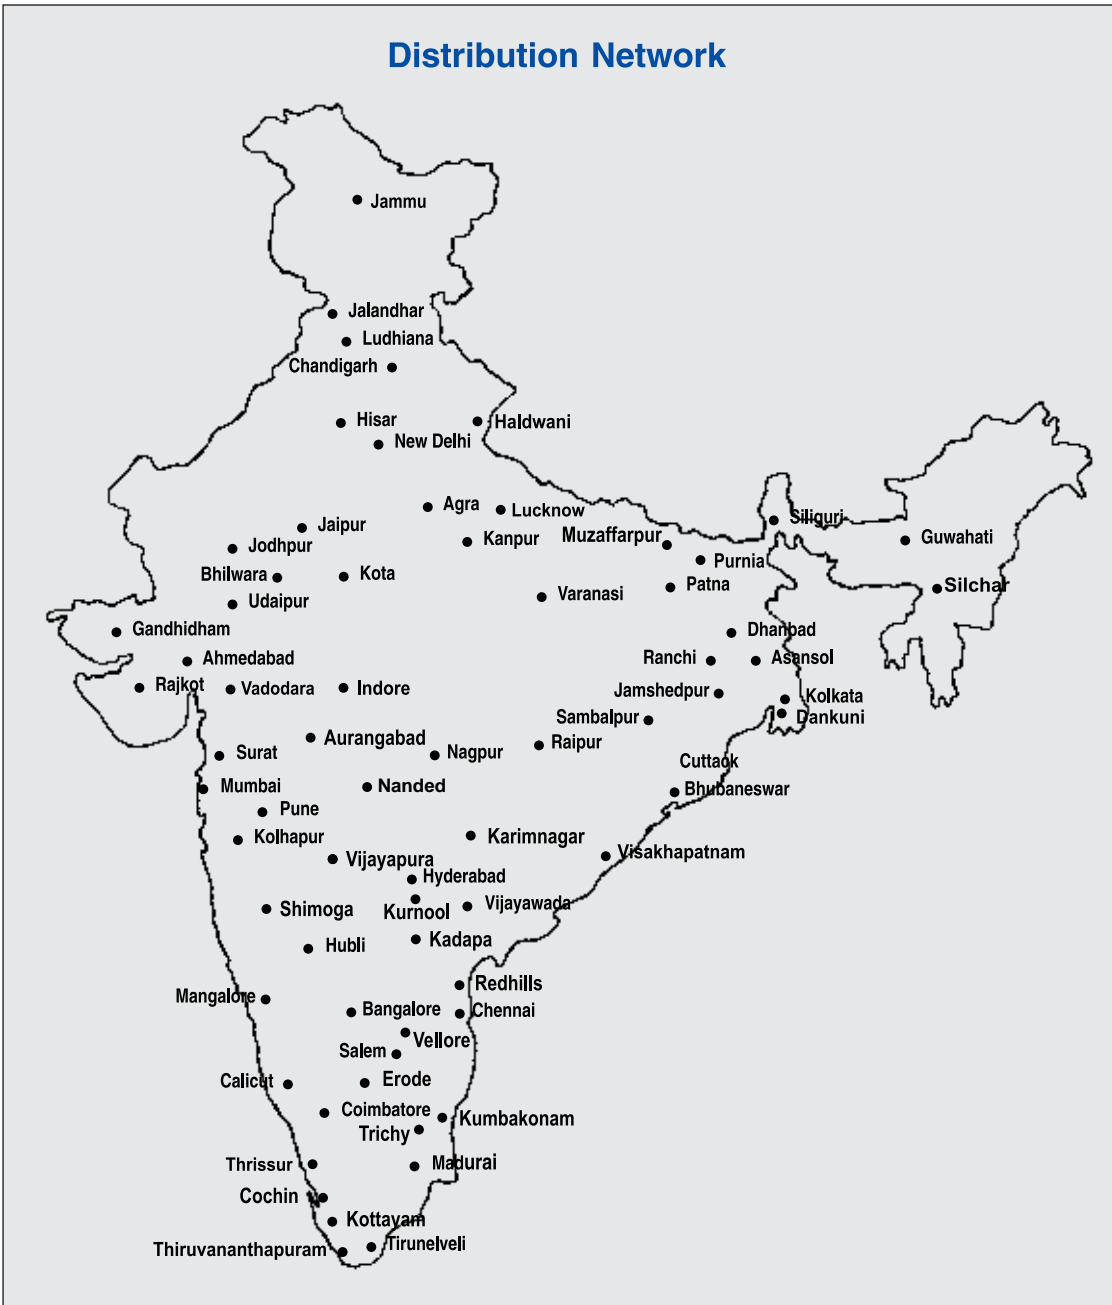 Distribution Network
Jammu
Jalandhar
Ludhiana
Chandigarh
Hisar
Haldwani
New Delhi
Agra
Lucknow
Siliguri
Jaipur
Muzaffarpur
Guwahati
Kanpur
Jodhpur
Purnia
Bhilwara
Kota
Patna
Silchar
Varanasi
Udaipur
Gandhidham
Dhanbad
Ahmedabad
Ranchi
Asansol
Rajkot
Vadodara
Indore
Jamshedpur
Kolkata
Dankuni
Sambalpur
Aurangabad
Raipur
Surat
Nagpur
Cuttack
Mumbai
Nanded
Bhubaneswar
Pune
Kolhapur
Karimnagar
Visakhapatnam
Vijayapura
Hyderabad
Shimoga
Kurnool
Vijayawada
Hubli
Kadapa
Redhills
Mangalore
Bangalore
Chennai
Vellore
Salem
Calicut
Erode
Coimbatore
Kumbakonam
Trichy
Thrissur
Madurai
Cochin
Kottayam
Thiruvananthapuram
Tirunelveli